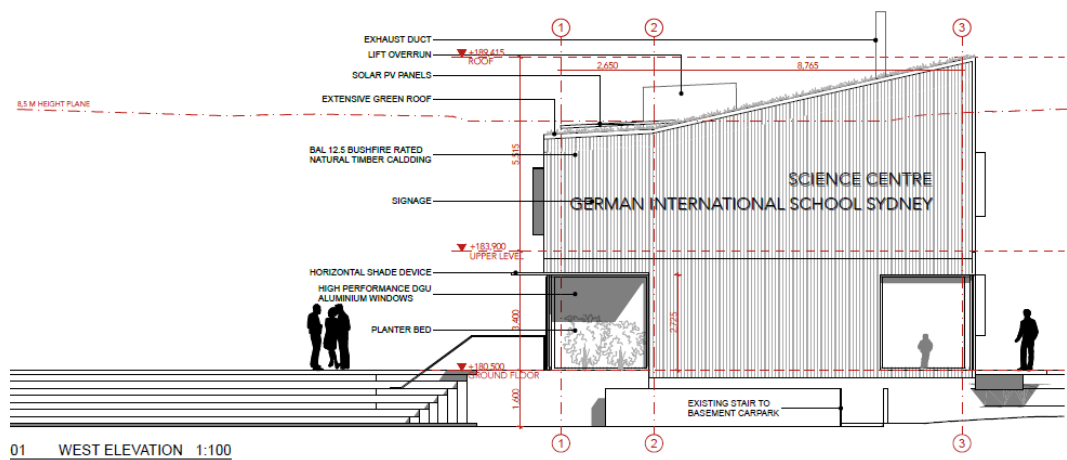 1
2
3
EXHAUST DUCT
LIFT OVERRUN
+189,415
ROOF
2,650
8,765
SOLAR PV PANELS
8,5 M HEIGHT PLANE
EXTENSIVE GREEN ROOF
BAL 12.5 BUSHFIRE RATED
NATURAL TIMBER CALDDING
5,515
SCIENCE CENTRE
SIGNAGE
GERMAN INTERNATIONAL SCHOOL SYDNEY
+183,900
UPPER LEVEL
HORIZONTAL SHADE DEVICE
HIGH PERFORMANCE DGU
ALUMINIUM WINDOWS
3,400
2,725
PLANTER BED
+180,500
GROUND FLOOR
1,600
EXISTING STAIR TO
BASEMENT CARPARK
1
2
3
01 WEST ELEVATION 1:100